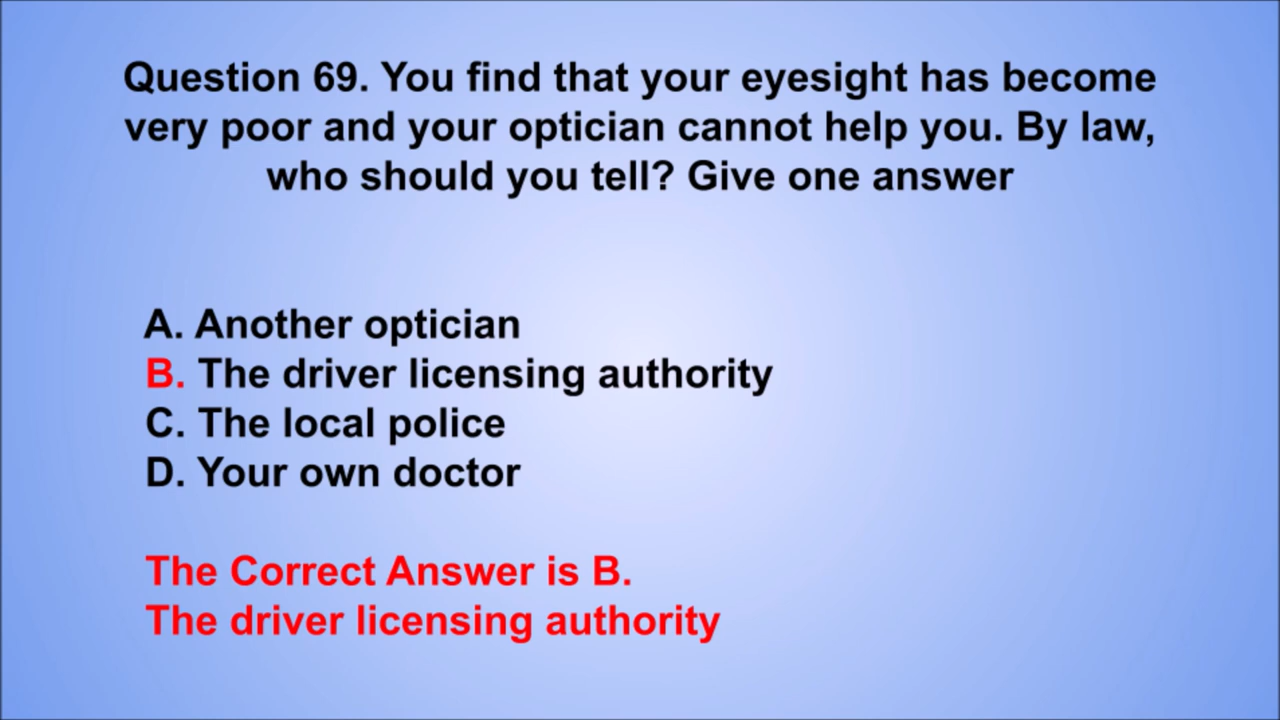 Question 69. You find that your eyesight has become
very poor and your optician cannot help you. By law,
who should you tell? Give one answer
A. Another optician
B. The driver licensing authority
C. The local police
D. Your own doctor
The Correct Answer is B.
The driver licensing authority